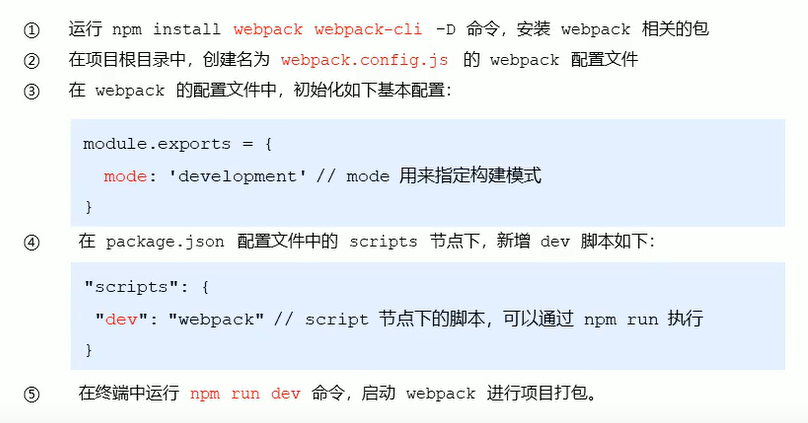 ① 运行 npm install webpack webpack-cli -D 命令，安装 webpack 相关的包
② 在项目根目录中，创建名为 webpack.config.js 的 webpack 配置文件
③ 在 webpack 的配置文件中，初始化如下基本配置：
module.exports = {
mode: 'development' // mode 用来指定构建模式
}
④ 在 package.json 配置文件中的 scripts 节点下，新增 dev 脚本如下：
"scripts": {
"dev": "webpack" // script 节点下的脚本，可以通过 npm run 执行
}
⑤ 在终端中运行 npm run dev 命令，启动 webpack 进行项目打包。